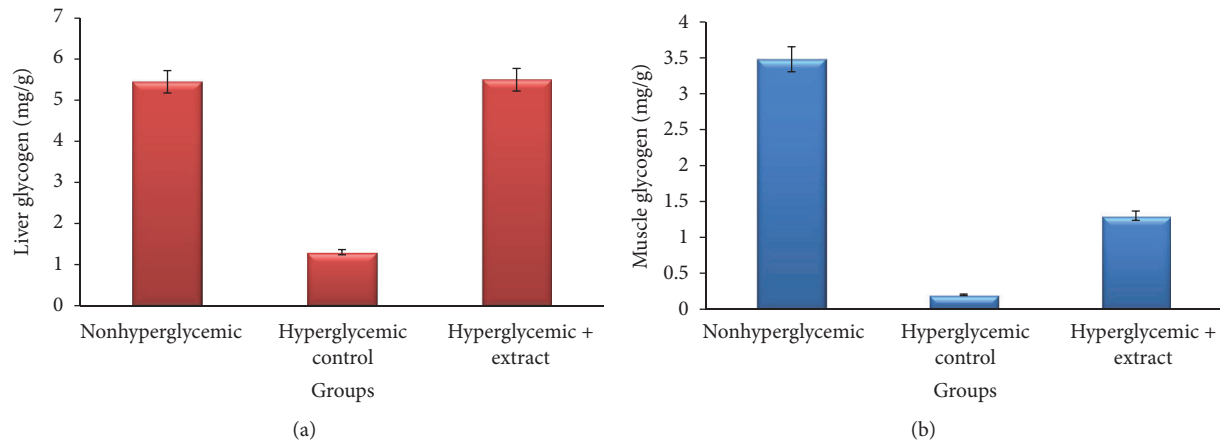 7
6
5
4
3
2
1
0
Liver glycogen (mg/g)
Nonhyperglycemic
Hyperglycemic
control
Hyperglycemic +
extract
Groups
(a)
4
3.5
3
2.5
2
1.5
1
0.5
0
Muscle glycogen (mg/g)
Nonhyperglycemic
Hyperglycemic
control
Hyperglycemic +
extract
Groups
(b)